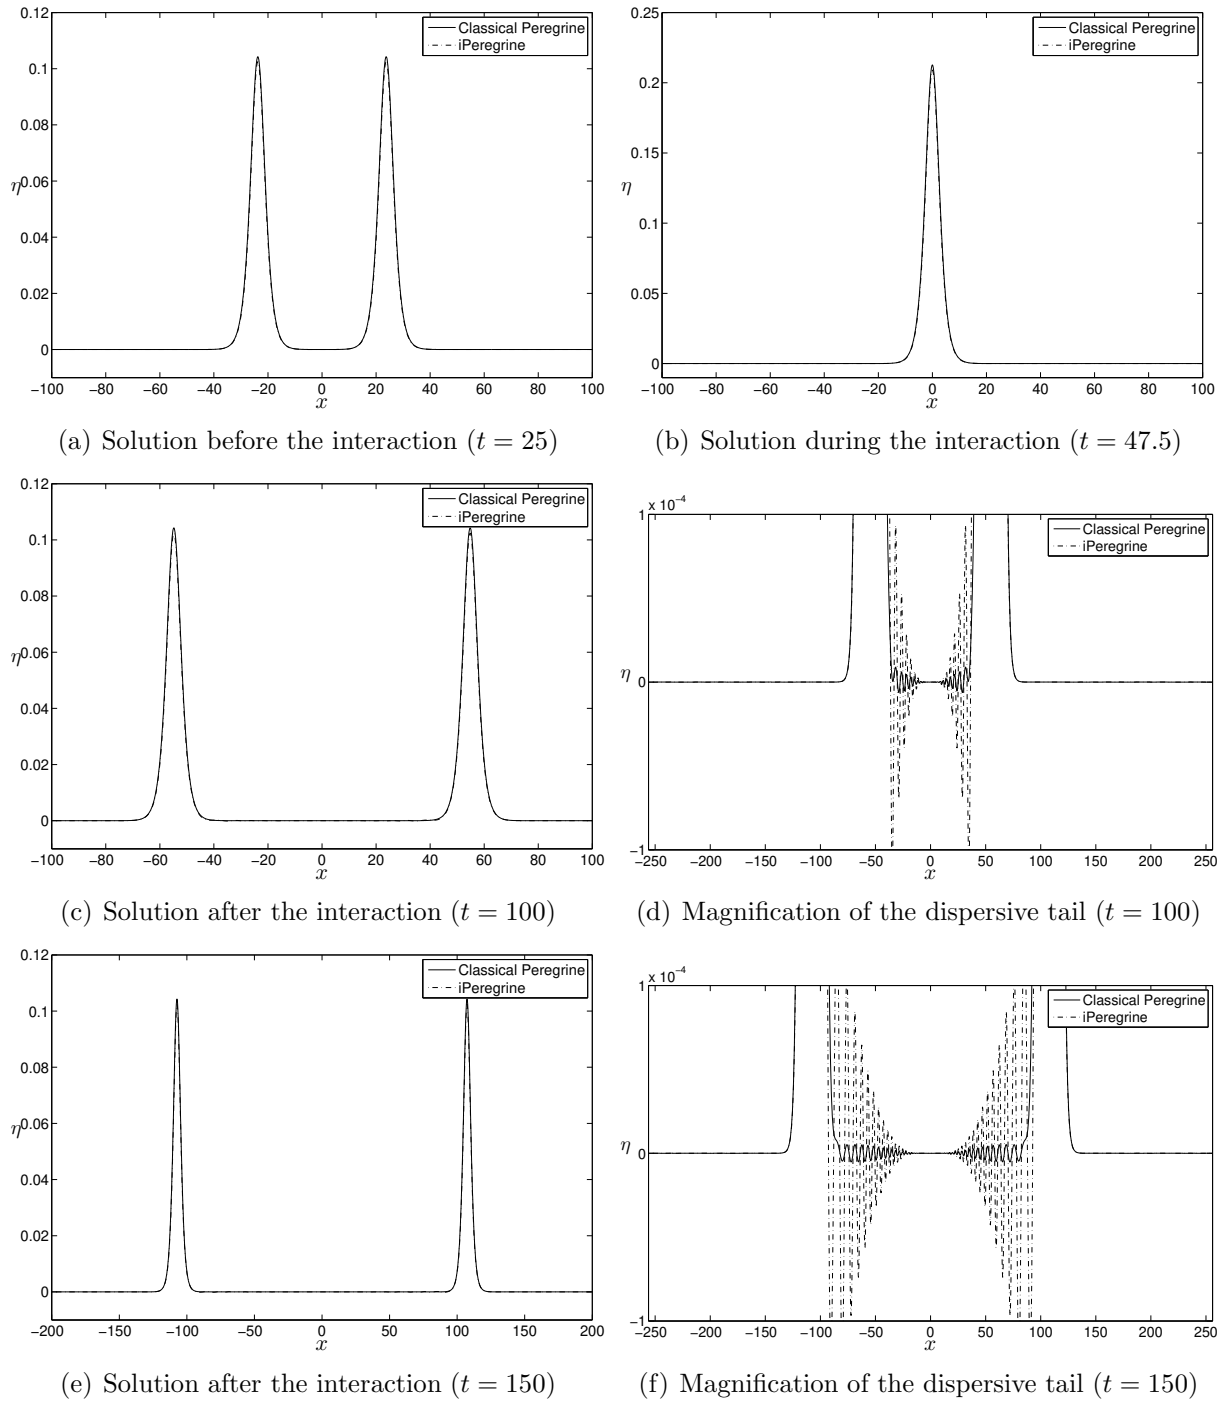 0.12
0.1
0.08
η0.06
0.04
0.02
0
−100 −80 −60 −40 −20 0 20 40 60 80 100
x
Classical Peregrine
iPeregrine
(a) Solution before the interaction (t = 25)
0.25
0.2
0.15
η
0.1
0.05
0
−100 −80 −60 −40 −20 0 20 40 60 80 100
x
Classical Peregrine
iPeregrine
(b) Solution during the interaction (t = 47.5)
0.12
0.1
0.08
η0.06
0.04
0.02
0
−100 −80 −60 −40 −20 0 20 40 60 80 100
x
Classical Peregrine
iPeregrine
(c) Solution after the interaction (t = 100)
1 x 10⁻⁴
η 0
−1
−250 −200 −150 −100 −50 0 50 100 150 200 250
x
Classical Peregrine
iPeregrine
(d) Magnification of the dispersive tail (t = 100)
0.12
0.1
0.08
η0.06
0.04
0.02
0
−200 −150 −100 −50 0 50 100 150 200
x
Classical Peregrine
iPeregrine
(e) Solution after the interaction (t = 150)
1 x 10⁻⁴
η 0
−1
−250 −200 −150 −100 −50 0 50 100 150 200 250
x
Classical Peregrine
iPeregrine
(f) Magnification of the dispersive tail (t = 150)